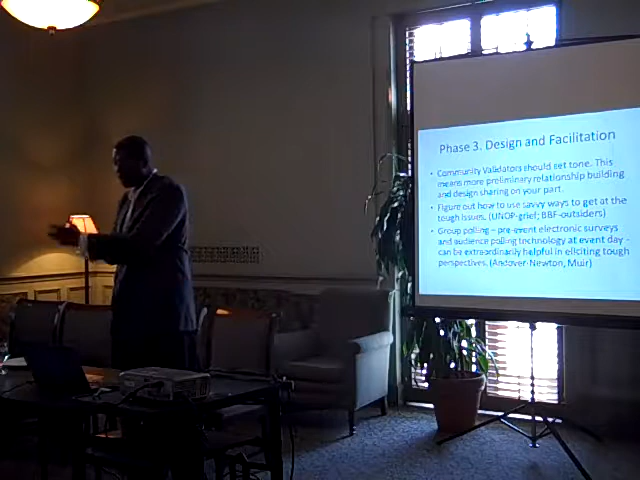 Phase 3. Design and Facilitation
• Community Validators should set tone. This
means more preliminary relationship building
and design sharing on your part.
• Figure out how to use savvy ways to get at the
tough issues. (UNOP-grief; BBF-outsiders)
• Group polling – pre-event electronic surveys
and audience polling technology at event day -
can be extraordinarily helpful in eliciting tough
perspectives. (Andover-Newton, Muir)